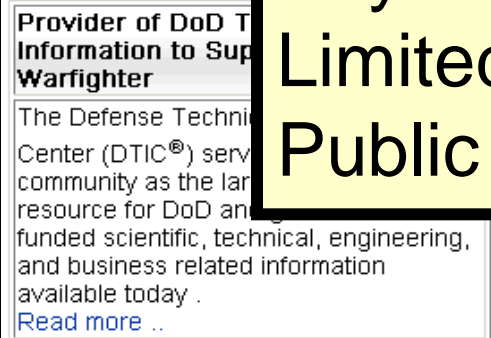 Provider of DoD T
Information to Sup
Warfighter
The Defense Techni
Center (DTIC®) serv
community as the lar
resource for DoD an
funded scientific, technical, engineering,
and business related information
available today .
Read more ..
Limited
Public